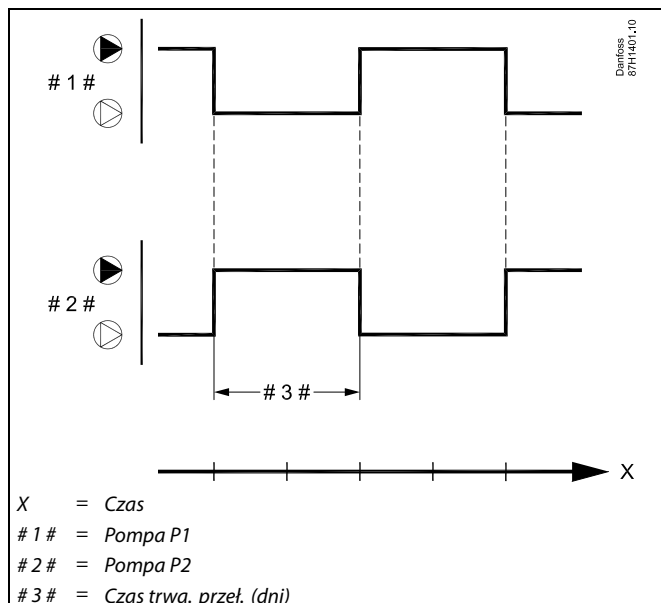 Danfoss
87H1401.10
# 1 #
# 2 #
# 3 #
X
X = Czas
# 1 # = Pompa P1
# 2 # = Pompa P2
# 3 # = Czas trwa. przeł. (dni)